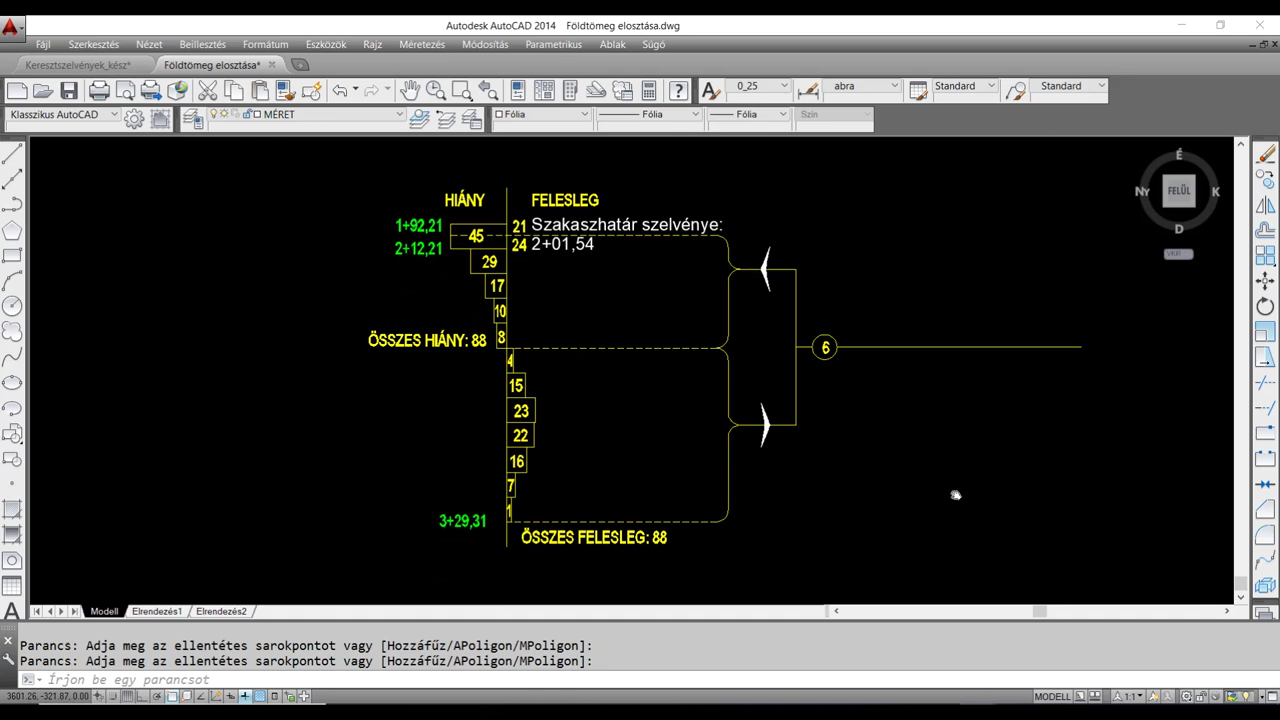 Autodesk AutoCAD 2014 Földtömeg elosztása.dwg
Fájl Szerkesztés Nézet Beillesztés Formátum Eszközök Rajz Méretezés Módosítás Parametrikus Ablak Súgó
Keresztszelvények_kész* Földtömeg elosztása*
0_25 abra Standard Standard
Klasszikus AutoCAD MÉRET Fólia Fólia Fólia Szín
É
Ny FELÜL K
D
HIÁNY FELESLEG
1+92,21 21 Szakaszhatár szelvénye:
45
2+12,21 24 2+01,54
29
17
10
ÖSSZES HIÁNY: 88 8
6
4
15
23
22
16
7
1
3+29,31
ÖSSZES FELESLEG: 88
Modell Elrendezés1 Elrendezés2
Parancs: Adja meg az ellentétes sarokpontot vagy [Hozzáfűz/APoligon/MPoligon]:
Parancs: Adja meg az ellentétes sarokpontot vagy [Hozzáfűz/APoligon/MPoligon]:
Írjon be egy parancsot
3601.26, -321.87, 0.00 MODELL 1:1